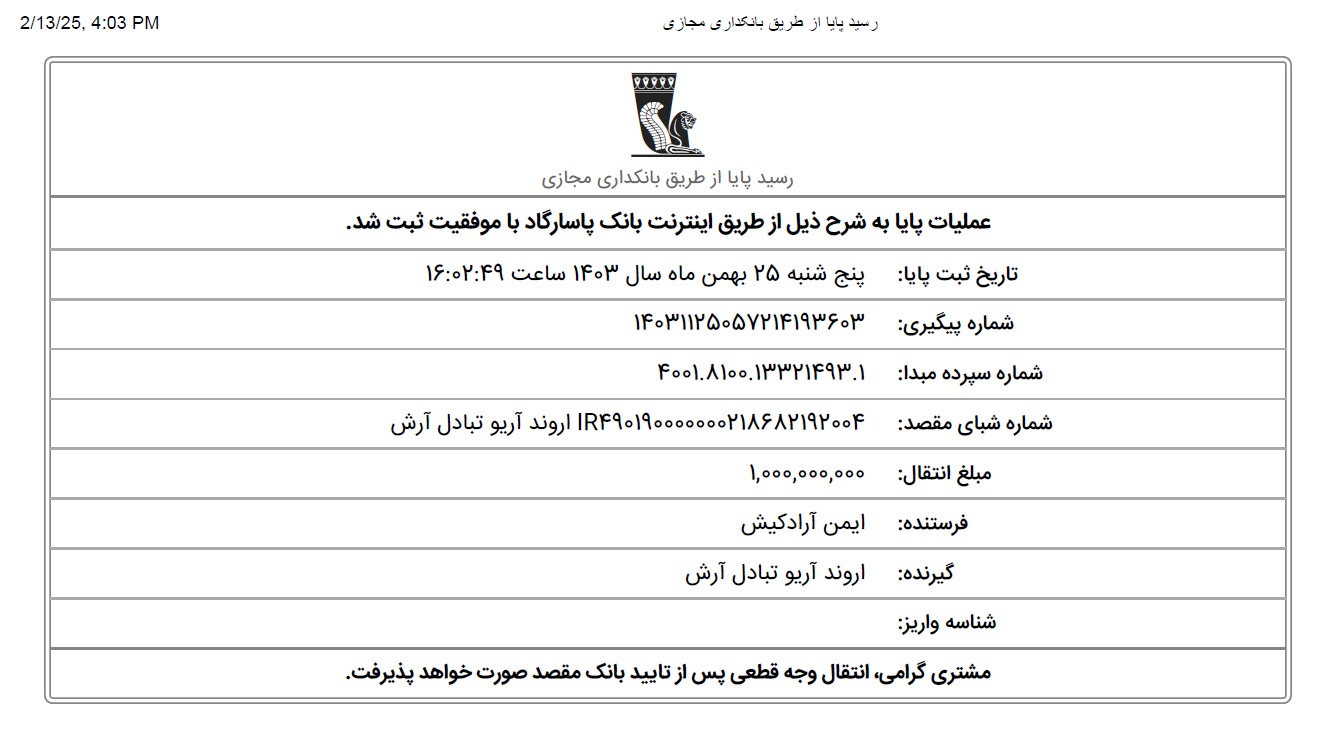 2/13/25, 4:03 PM
رسید پایا از طریق بانکداری مجازی
رسید پایا از طریق بانکداری مجازی
عملیات پایا به شرح ذیل از طریق اینترنت بانک پاسارگاد با موفقیت ثبت شد.
تاریخ ثبت پایا: پنج شنبه ۲۵ بهمن ماه سال ۱۴۰۳ ساعت ۱۶:۰۲:۴۹
شماره پیگیری: ۱۴۰۳۱۱۲۵۰۵۷۲۱۴۱۹۳۶۰۳
شماره سپرده مبدا: ۴۰۰۱.۸۱۰۰.۱۳۳۲۱۴۹۳.۱
شماره شبای مقصد: IR۴۹۰۱۹۰۰۰۰۰۰۰۰۲۱۸۶۸۲۱۹۲۰۰۴ اروند آریو تبادل آرش
مبلغ انتقال: ۱,۰۰۰,۰۰۰,۰۰۰
فرستنده: ایمن آرادکیش
گیرنده: اروند آریو تبادل آرش
شناسه واریز:
مشتری گرامی، انتقال وجه قطعی پس از تایید بانک مقصد صورت خواهد پذیرفت.